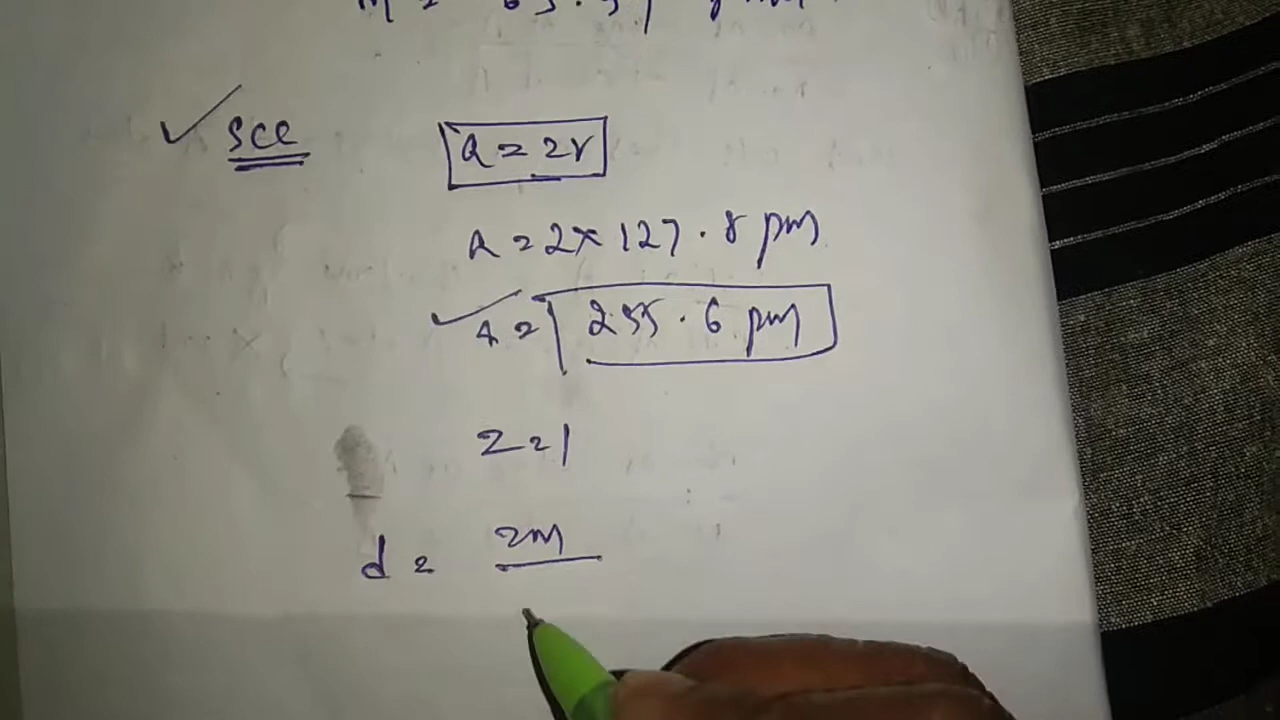 SCC
a = 2r
a = 2 x 127.8 pm
a = 255.6 pm
Z = 1
d = ZM